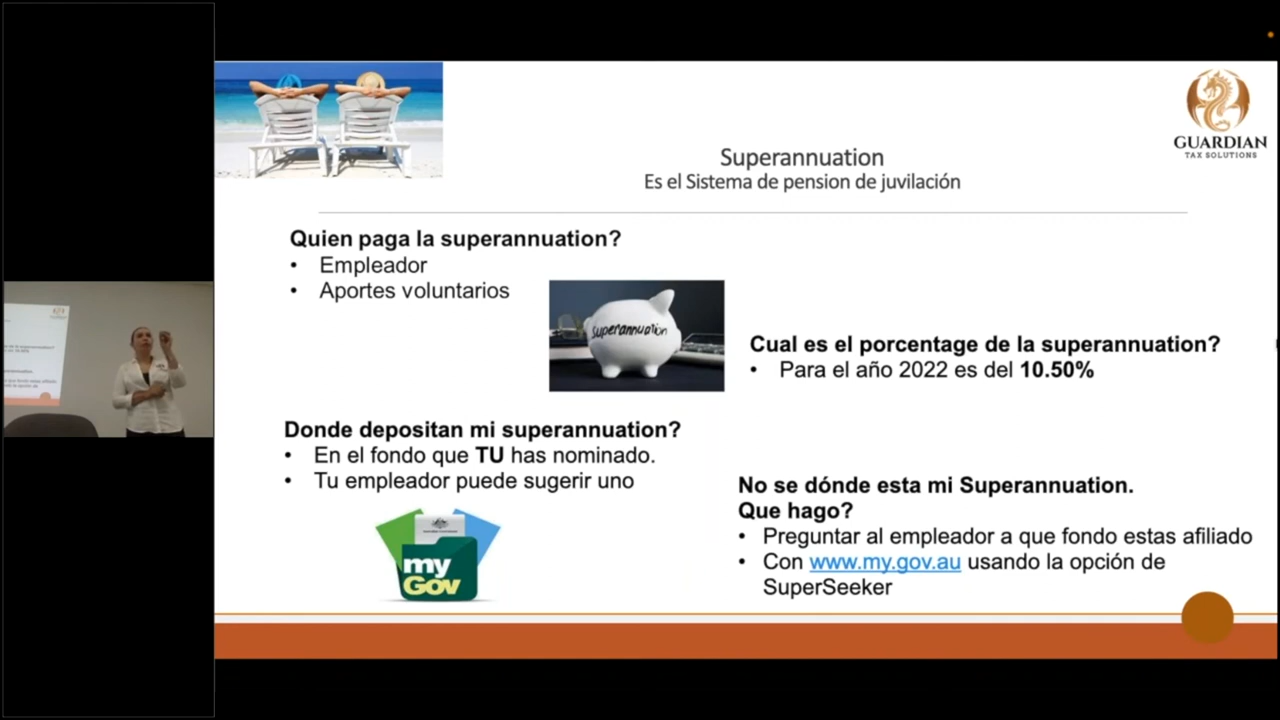 GUARDIAN
TAX SOLUTIONS
Superannuation
Es el Sistema de pension de juvilación
Quien paga la superannuation?
• Empleador
• Aportes voluntarios
superannuation
Cual es el porcentage de la superannuation?
• Para el año 2022 es del 10.50%
Donde depositan mi superannuation?
• En el fondo que TU has nominado.
• Tu empleador puede sugerir uno
my
Gov
No se dónde esta mi Superannuation.
Que hago?
• Preguntar al empleador a que fondo estas afiliado
• Con www.my.gov.au usando la opción de
SuperSeeker